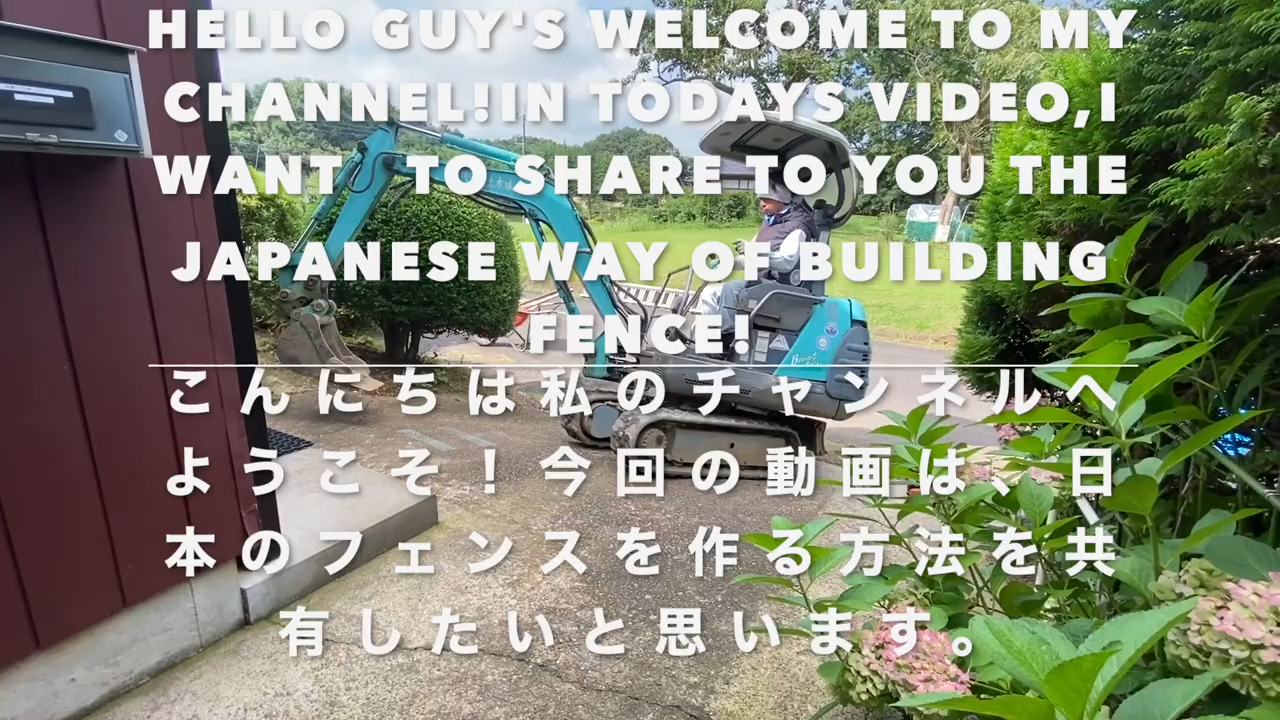 HELLO GUY'S WELCOME TO MY
CHANNEL!IN TODAYS VIDEO,I
WANT TO SHARE TO YOU THE
JAPANESE WAY OF BUILDING
FENCE!
こんにちは私のチャンネルへ
ようこそ！今回の動画は、日
本のフェンスを作る方法を共
有したいと思います。